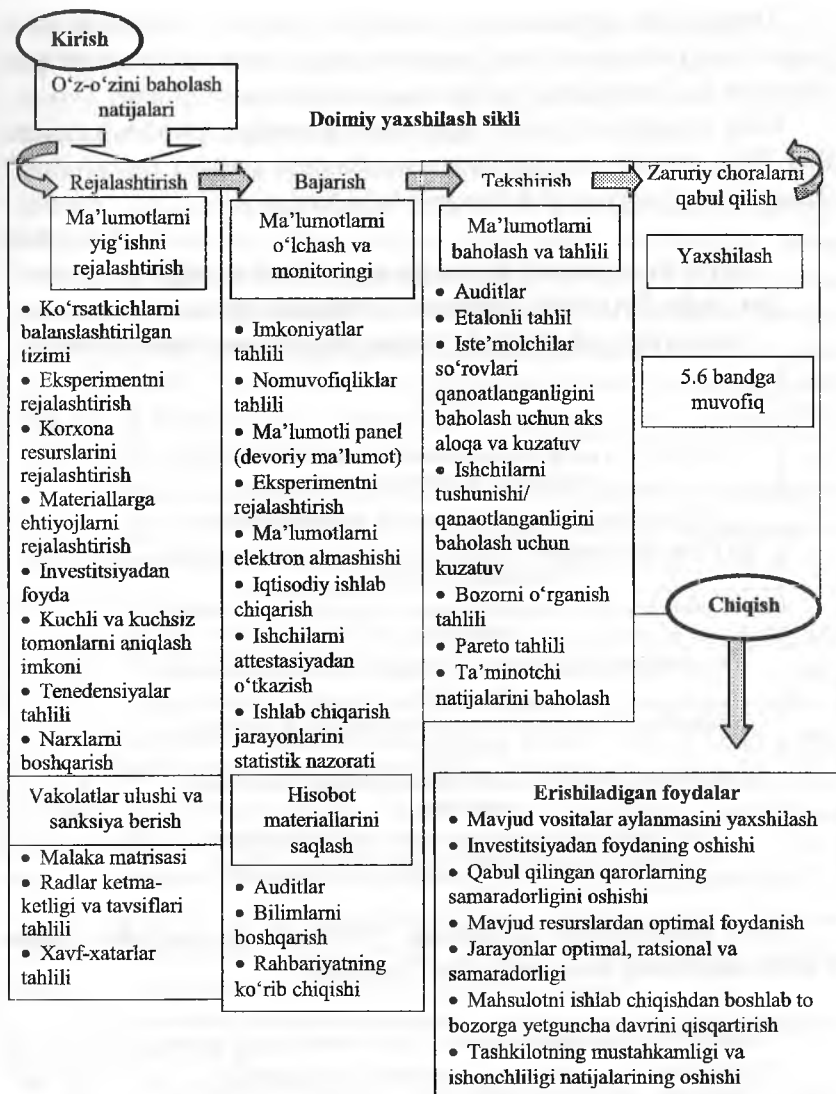 Kirish
O‘z-o‘zini baholash
natijalari
Doimiy yaxshilash sikli
Rejalashtirish
Ma’lumotlarni
yig‘ishni
rejalashtirish
• Ko‘rsatkichlarni
balanslashtirilgan
tizimi
• Eksperimentni
rejalashtirish
• Korxona
resurslarini
rejalashtirish
• Materiallarga
ehtiyojlarni
rejalashtirish
• Investitsiyadan
foyda
• Kuchli va kuchsiz
tomonlarni aniqlash
imkoni
• Tenedensiyalar
tahlili
• Narxlarni
boshqarish
Vakolatlar ulushi va
sanksiya berish
• Malaka matrisasi
• Radlar ketma-
ketligi va tavsiflari
tahlili
• Xavf-xatarlar
tahlili
Bajarish
Ma’lumotlarni
o‘lchash va
monitoringi
• Imkoniyatlar
tahlili
• Nomuvofiqliklar
tahlili
• Ma’lumotli panel
(devoriy ma’lumot)
• Eksperimentni
rejalashtirish
• Ma’lumotlarni
elektron almashishi
• Iqtisodiy ishlab
chiqarish
• Ishchilarni
attestasiyadan
o‘tkazish
• Ishlab chiqarish
jarayonlarini
statistik nazorati
Hisobot
materiallarini
saqlash
• Auditlar
• Bilimlarni
boshqarish
• Rahbariyatning
ko‘rib chiqishi
Tekshirish
Ma’lumotlarni
baholash va tahlili
• Auditlar
• Etalonli tahlil
• Iste’molchilar
so‘rovlari
qanoatlanganligini
baholash uchun aks
aloqa va kuzatuv
• Ishchilarni
tushunishi/
qanaotlanganligini
baholash uchun
kuzatuv
• Bozorni o‘rganish
tahlili
• Pareto tahlili
• Ta’minotchi
natijalarini baholash
Zaruriy choralarni
qabul qilish
Yaxshilash
5.6 bandga
muvofiq
Chiqish
Erishiladigan foydalar
• Mavjud vositalar aylanmasini yaxshilash
• Investitsiyadan foydaning oshishi
• Qabul qilingan qarorlarning
samaradorligini oshishi
• Mavjud resurslardan optimal foydanish
• Jarayonlar optimal, ratsional va
samaradorligi
• Mahsulotni ishlab chiqishdan boshlab to
bozorga yetguncha davrini qisqartirish
• Tashkilotning mustahkamligi va
ishonchliligi natijalarining oshishi